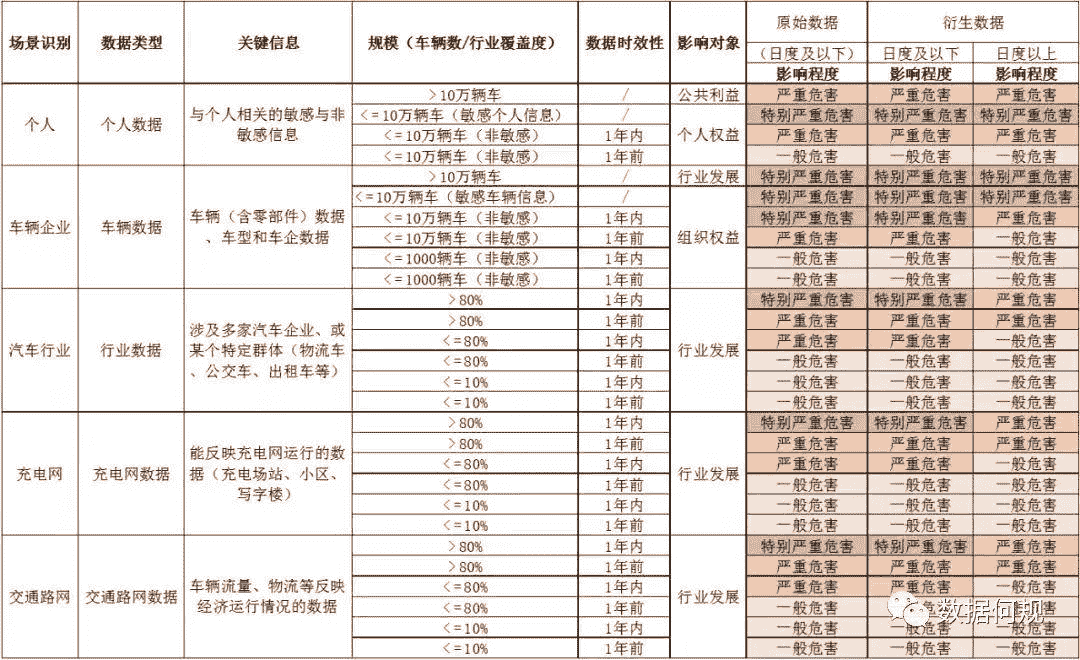 场景识别 数据类型 关键信息 规模（车辆数/行业覆盖度） 数据时效性 影响对象 原始数据 衍生数据
（日度及以下） 日度及以下 日度以上
影响程度 影响程度 影响程度
个人 个人数据 与个人相关的敏感与非
敏感信息
>10万辆车 / 公共利益 严重危害 严重危害 严重危害
<=10万辆车（敏感个人信息） / 个人权益 特别严重危害 特别严重危害 特别严重危害
<=10万辆车（非敏感） 1年内 严重危害 严重危害 严重危害
<=10万辆车（非敏感） 1年前 一般危害 一般危害 一般危害
车辆企业 车辆数据 车辆（含零部件）数据
、车型和车企数据
>10万辆车 / 行业发展 特别严重危害 特别严重危害 特别严重危害
<=10万辆车（敏感车辆信息） / 组织权益 特别严重危害 特别严重危害 特别严重危害
<=10万辆车（非敏感） 1年内 特别严重危害 特别严重危害 严重危害
<=10万辆车（非敏感） 1年前 严重危害 严重危害 一般危害
<=1000辆车（非敏感） 1年内 一般危害 一般危害 一般危害
<=1000辆车（非敏感） 1年前 一般危害 一般危害 一般危害
汽车行业 行业数据 涉及多家汽车企业、或
某个特定群体（物流车
、公交车、出租车等）
行业发展
>80% 1年内 特别严重危害 特别严重危害 严重危害
>80% 1年前 严重危害 严重危害 严重危害
<=80% 1年内 严重危害 严重危害 一般危害
<=80% 1年前 一般危害 一般危害 一般危害
<=10% 1年内 一般危害 一般危害 一般危害
<=10% 1年前 一般危害 一般危害 一般危害
充电网 充电网数据 能反映充电网运行的数
据（充电场站、小区、
写字楼）
行业发展
>80% 1年内 特别严重危害 特别严重危害 严重危害
>80% 1年前 严重危害 严重危害 严重危害
<=80% 1年内 严重危害 严重危害 一般危害
<=80% 1年前 一般危害 一般危害 一般危害
<=10% 1年内 一般危害 一般危害 一般危害
<=10% 1年前 一般危害 一般危害 一般危害
交通路网 交通路网数据 车辆流量、物流等反映
经济运行情况的数据
行业发展
>80% 1年内 特别严重危害 特别严重危害 严重危害
>80% 1年前 严重危害 严重危害 严重危害
<=80% 1年内 严重危害 严重危害 一般危害
<=80% 1年前 一般危害 一般危害
<=10% 1年内 一般危害 一般危害
<=10% 1年前 一般危害 一般危害 一般危害
数据何规